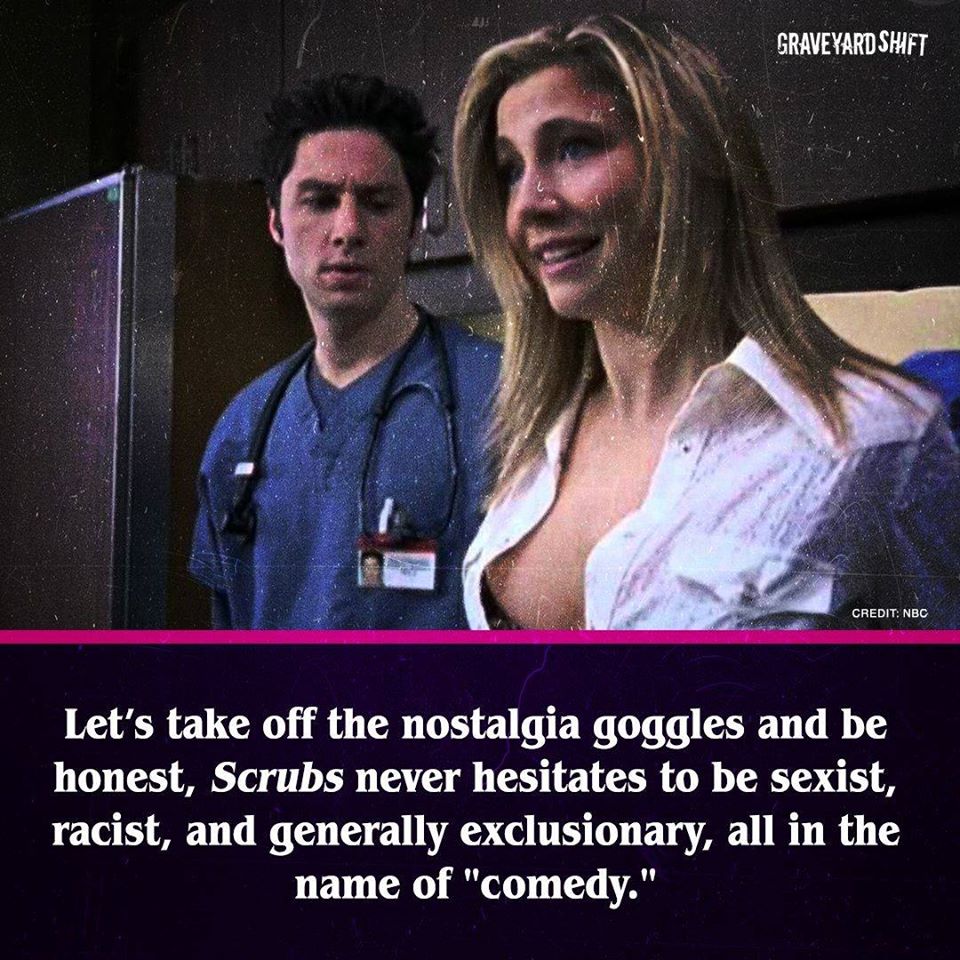 GRAVEYARD SHIFT
CREDIT: NBC
Let's take off the nostalgia goggles and be
honest, Scrubs never hesitates to be sexist,
racist, and generally exclusionary, all in the
name of "comedy."